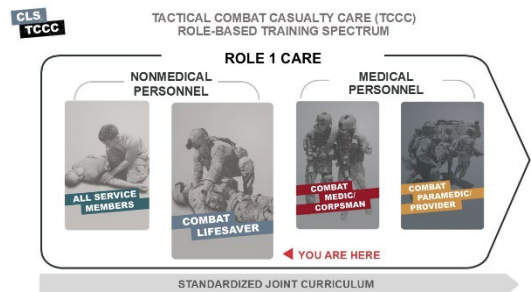 CLS
TCCC
TACTICAL COMBAT CASUALTY CARE (TCCC)
ROLE-BASED TRAINING SPECTRUM
ROLE 1 CARE
NONMEDICAL
PERSONNEL
MEDICAL
PERSONNEL
ALL SERVICE
MEMBERS
COMBAT
LIFESAVER
COMBAT
MEDIC/
CORPSMAN
COMBAT
PARAMEDIC/
PROVIDER
YOU ARE HERE
STANDARDIZED JOINT CURRICULUM